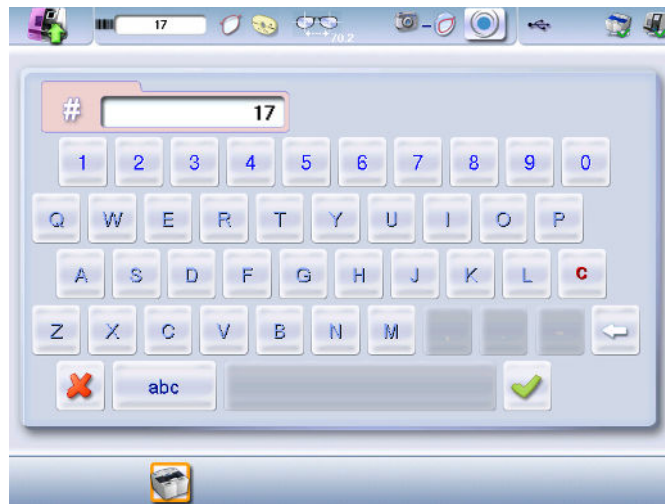 17
70.2
# 17
1 2 3 4 5 6 7 8 9 0
Q W E R T Y U I O P
A S D F G H J K L C
Z X C V B N M , . -
abc